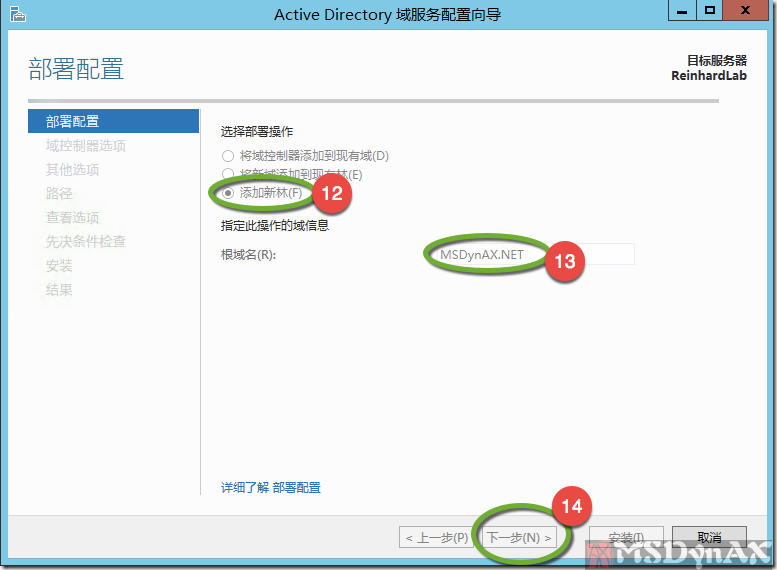 Active Directory 域服务配置向导
部署配置
目标服务器
ReinhardLab
部署配置
域控制器选项
其他选项
路径
查看选项
先决条件检查
安装
结果
选择部署操作
将域控制器添加到现有域(D)
将新域添加到现有林(E)
添加新林(F)
12
指定此操作的域信息
根域名(R):
MSDynAX.NET
13
详细了解 部署配置
14
< 上一步(P)
下一步(N) >
安装(I)
取消
MSDynAX